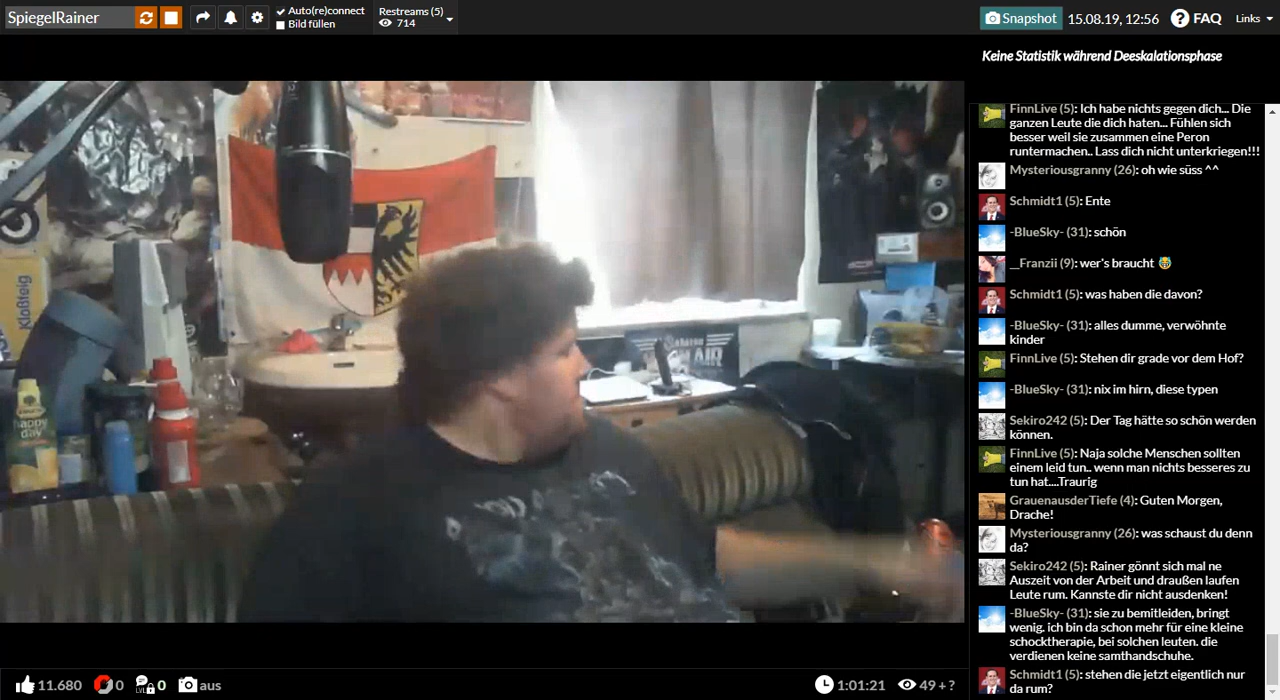 SpiegelRainer
Auto(re)connect
Bild füllen
Restreams (5)
714
Snapshot
15.08.19, 12:56
? FAQ
Links
Keine Statistik während Deeskalationsphase
FinnLive (5): Ich habe nichts gegen dich... Die
ganzen Leute die dich haten... Fühlen sich
besser weil sie zusammen eine Peron
runtermachen.. Lass dich nicht unterkriegen!!!
Mysteriousgranny (26): oh wie süss ^^
Schmidt1 (5): Ente
-BlueSky- (31): schön
__Franzii (9): wer's braucht 😭
Schmidt1 (5): was haben die davon?
-BlueSky- (31): alles dumme, verwöhnte
kinder
FinnLive (5): Stehen dir grade vor dem Hof?
-BlueSky- (31): nix im hirn, diese typen
Sekiro242 (5): Der Tag hätte so schön werden
können.
FinnLive (5): Naja solche Menschen sollten
einem leid tun.. wenn man nichts besseres zu
tun hat....Traurig
GrauenausderTiefe (4): Guten Morgen,
Drache!
Mysteriousgranny (26): was schaust du denn
da?
Sekiro242 (5): Rainer gönnt sich mal ne
Auszeit von der Arbeit und draußen laufen
Leute rum. Kannste dir nicht ausdenken!
-BlueSky- (31): sie zu bemitleiden, bringt
wenig. ich bin da schon mehr für eine kleine
schocktherapie, bei solchen leuten. die
verdienen keine samthandschuhe.
Schmidt1 (5): stehen die jetzt eigentlich nur
da rum?
Kloßteig
happy
day
11.680
0
LVL
0
aus
1:01:21
49 + ?